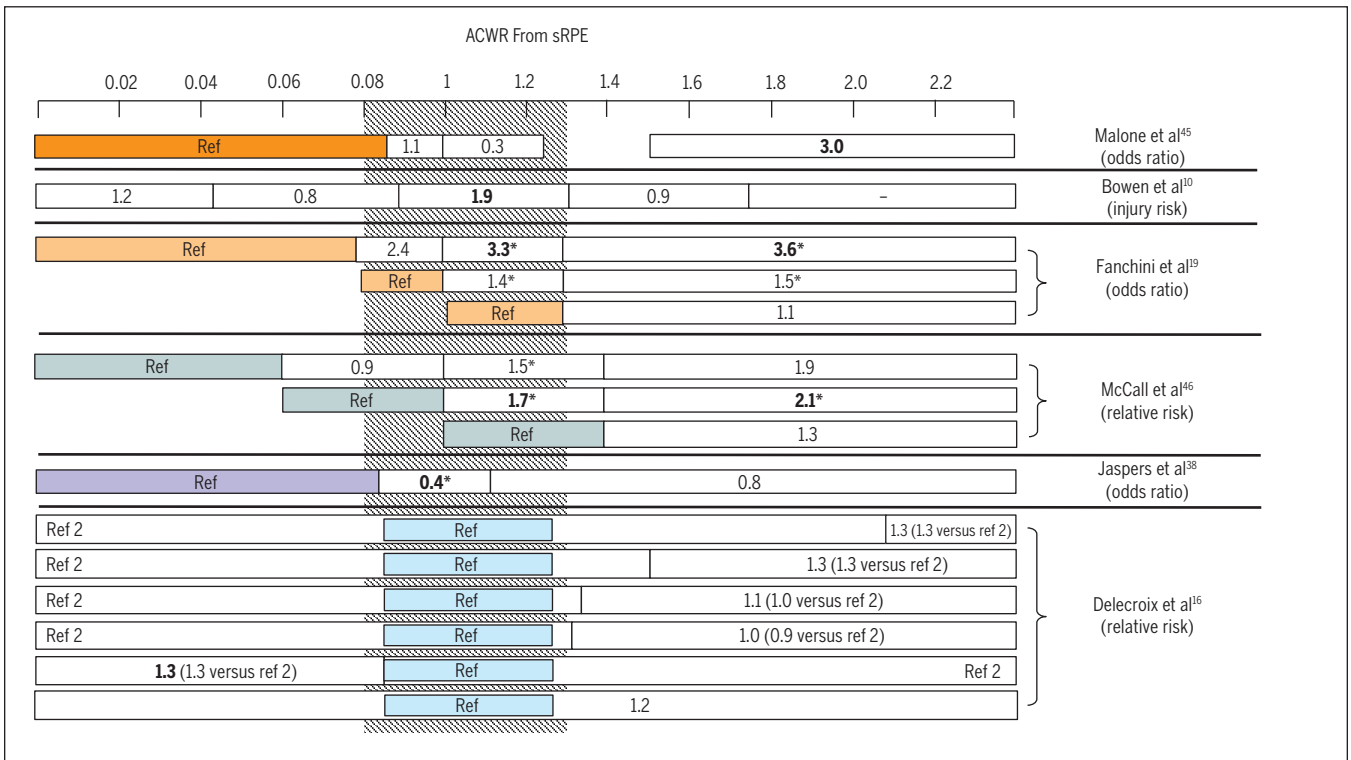 ACWR From sRPE
0.02 0.04 0.06 0.08 1 1.2 1.4 1.6 1.8 2.0 2.2
Ref 1.1 0.3 3.0 Malone et al45
(odds ratio)
1.2 0.8 1.9 0.9 – Bowen et al10
(injury risk)
Ref 2.4 3.3* 3.6*
Ref 1.4* 1.5* Fanchini et al19
(odds ratio)
Ref 1.1
Ref 0.9 1.5* 1.9
Ref 1.7* 2.1* McCall et al46
(relative risk)
Ref 1.3
Ref 0.4* 0.8 Jaspers et al38
(odds ratio)
Ref 2 Ref 1.3 (1.3 versus ref 2)
Ref 2 Ref 1.3 (1.3 versus ref 2)
Ref 2 Ref 1.1 (1.0 versus ref 2) Delecroix et al16
(relative risk)
Ref 2 Ref 1.0 (0.9 versus ref 2)
1.3 (1.3 versus ref 2) Ref Ref 2
Ref 1.2